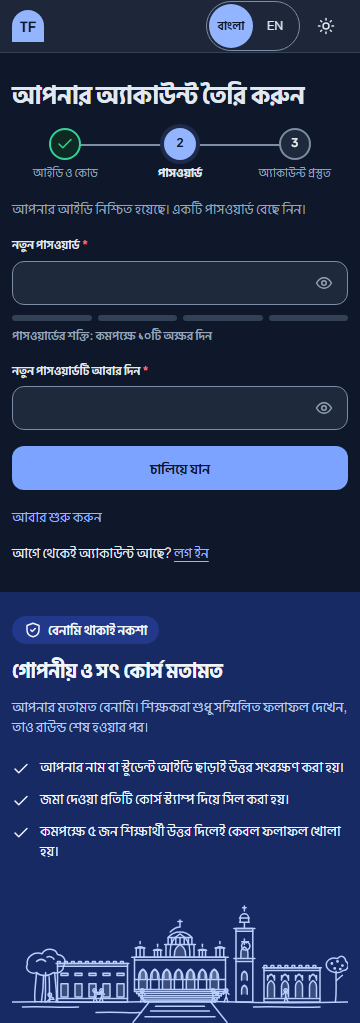 TF
বাংলা
EN
আপনার অ্যাকাউন্ট তৈরি করুন
2
3
আইডি ও কোড
পাসওয়ার্ড
অ্যাকাউন্ট প্রস্তুত
আপনার আইডি নিশ্চিত হয়েছে। একটি পাসওয়ার্ড বেছে নিন।
নতুন পাসওয়ার্ড *
পাসওয়ার্ডের শক্তি: কমপক্ষে ১০টি অক্ষর দিন
নতুন পাসওয়ার্ডটি আবার দিন *
চালিয়ে যান
আবার শুরু করুন
আগে থেকেই অ্যাকাউন্ট আছে? লগ ইন
বেনামি থাকাই নকশা
গোপনীয় ও সৎ কোর্স মতামত
আপনার মতামত বেনামি। শিক্ষকরা শুধু সম্মিলিত ফলাফল দেখেন,
তাও রাউন্ড শেষ হওয়ার পর।
আপনার নাম বা স্টুডেন্ট আইডি ছাড়াই উত্তর সংরক্ষণ করা হয়।
জমা দেওয়া প্রতিটি কোর্স স্ট্যাম্প দিয়ে সিল করা হয়।
কমপক্ষে ৫ জন শিক্ষার্থী উত্তর দিলেই কেবল ফলাফল খোলা
হয়।